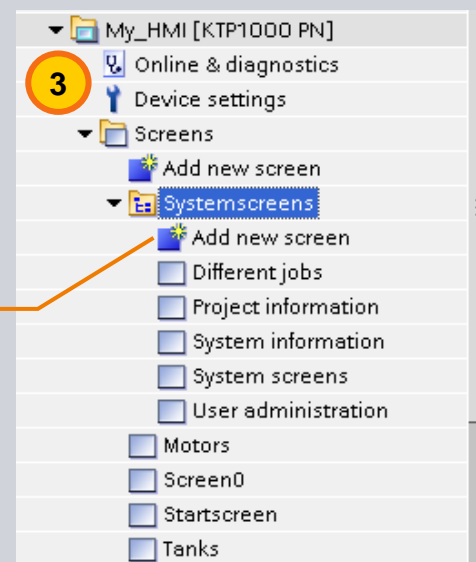 My_HMI [KTP1000 PN]
3
Online & diagnostics
Device settings
Screens
Add new screen
Systemscreens
Add new screen
Different jobs
Project information
System information
System screens
User administration
Motors
Screen0
Startscreen
Tanks